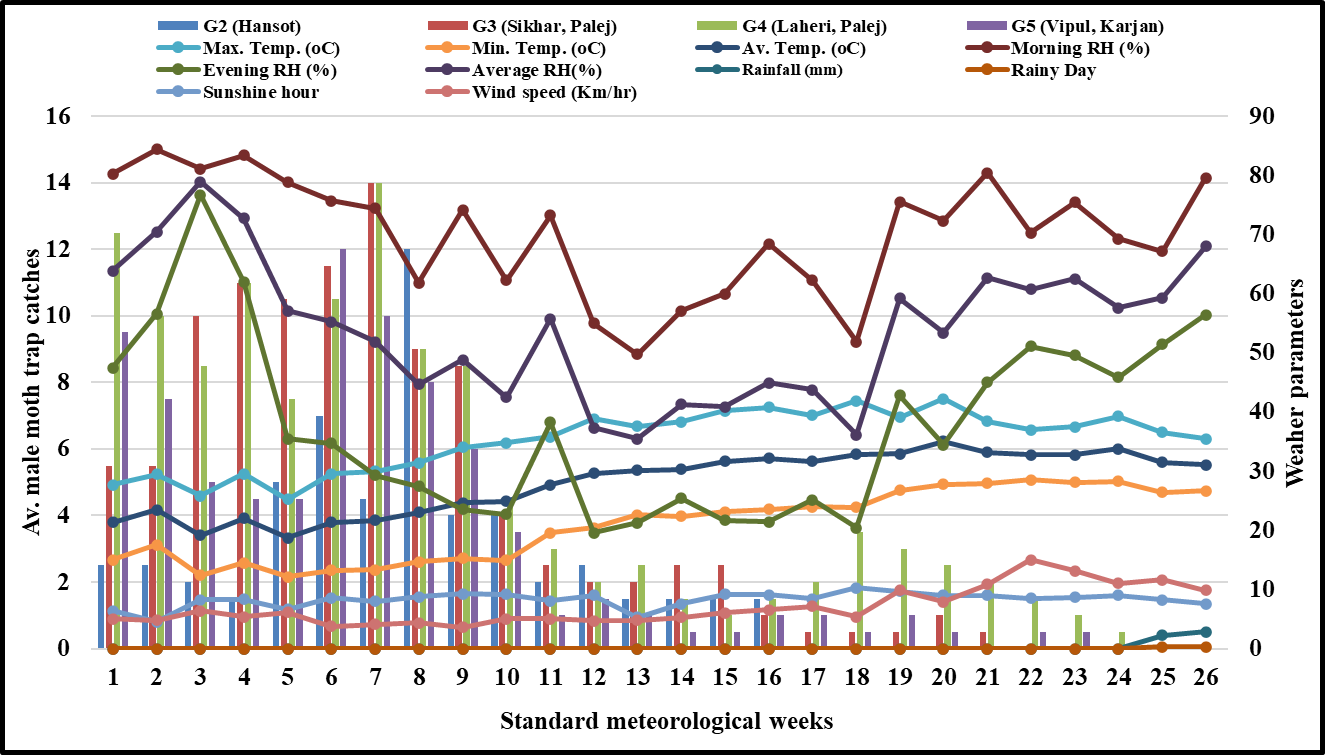 G2 (Hansot) G3 (Sikhar, Palej) G4 (Laheri, Palej) G5 (Vipul, Karjan)
Max. Temp. (oC) Min. Temp. (oC) Av. Temp. (oC) Morning RH (%)
Evening RH (%) Average RH(%) Rainfall (mm) Rainy Day
Sunshine hour Wind speed (Km/hr)
16 90
14 80
12 70
10 60
8 50
6 40
4 30
2 20
0 10
0
Av. male moth trap catches
Weaher parameters
1 2 3 4 5 6 7 8 9 10 11 12 13 14 15 16 17 18 19 20 21 22 23 24 25 26
Standard meteorological weeks